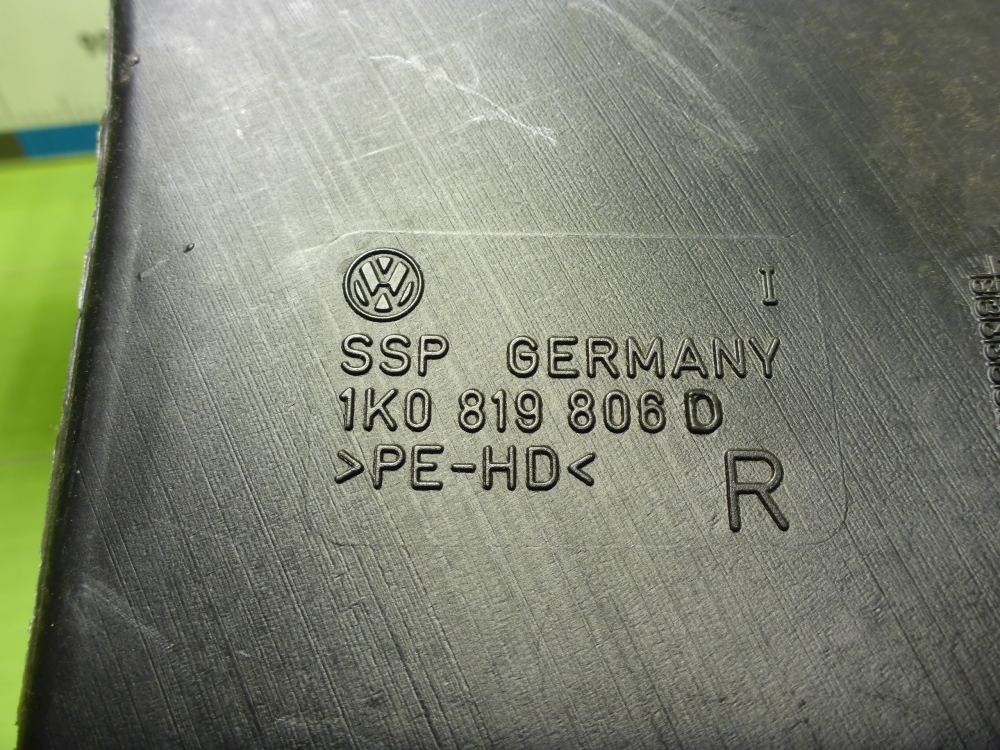 I
SSP GERMANY
1K0 819 806 D
>PE-HD<
R